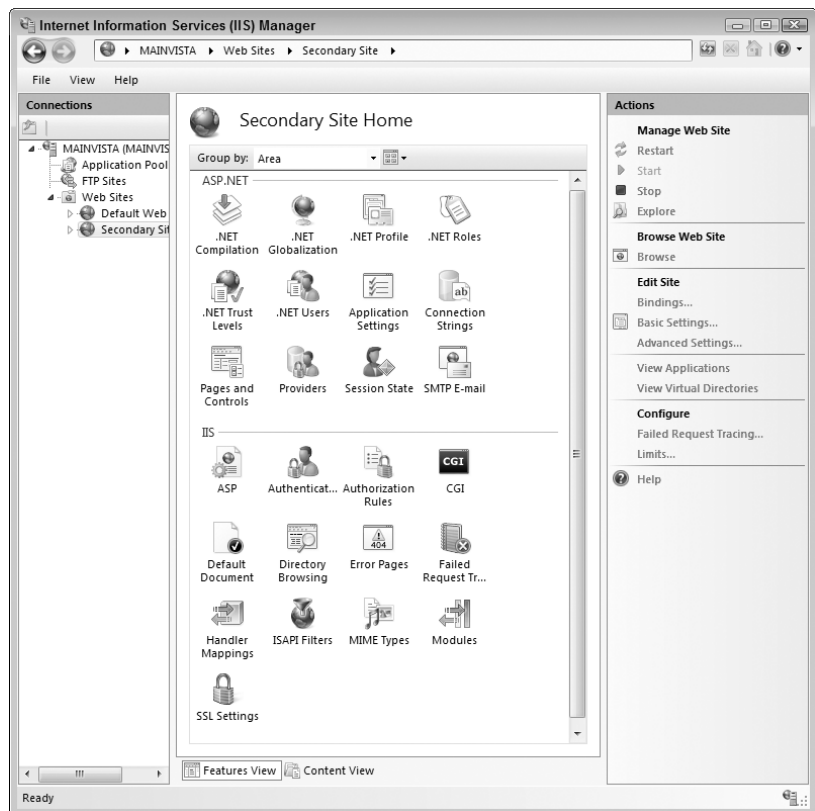 Internet Information Services (IIS) Manager
MAINVISTA Web Sites Secondary Site
File View Help
Connections
MAINVISTA (MAINVIS
Application Pool
FTP Sites
Web Sites
Default Web
Secondary Sit
Secondary Site Home
Group by: Area
ASP.NET
.NET Compilation
.NET Globalization
.NET Profile
.NET Roles
.NET Trust Levels
.NET Users
Application Settings
ab
Connection Strings
Pages and Controls
Providers
Session State
SMTP E-mail
IIS
ASP
Authenticat...
Authorization Rules
CGI
CGI
Default Document
Directory Browsing
404
Error Pages
Failed Request Tr...
Handler Mappings
ISAPI Filters
MIME Types
Modules
SSL Settings
Features View
Content View
Actions
Manage Web Site
Restart
Start
Stop
Explore
Browse Web Site
Browse
Edit Site
Bindings...
Basic Settings...
Advanced Settings...
View Applications
View Virtual Directories
Configure
Failed Request Tracing...
Limits...
Help
Ready